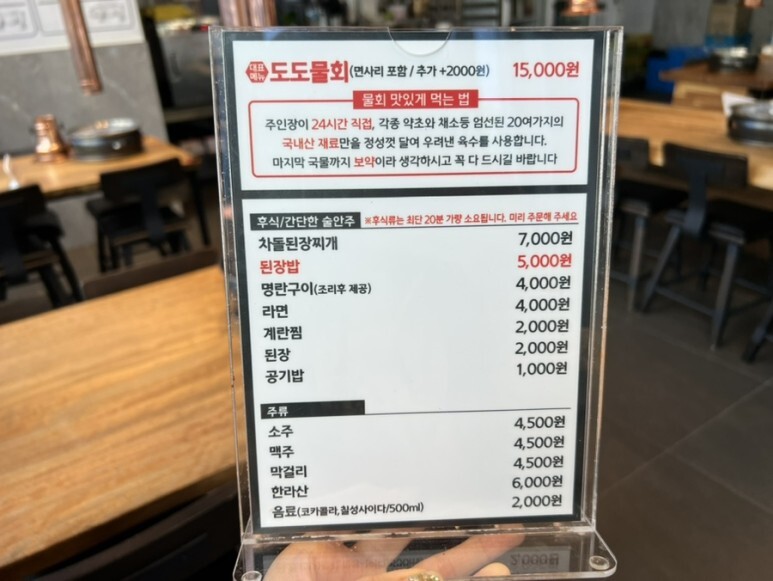 대표메뉴 도도물회(면사리 포함 / 추가 +2000원) 15,000원
물회 맛있게 먹는 법
주인장이 24시간 직접, 각종 약초와 채소등 엄선된 20여가지의
국내산 재료만을 정성껏 달여 우려낸 육수를 사용합니다.
마지막 국물까지 보약이라 생각하시고 꼭 다 드시길 바랍니다
후식/간단한 술안주 ※후식류는 최단 20분 가량 소요됩니다. 미리 주문해 주세요
차돌된장찌개 7,000원
된장밥 5,000원
명란구이(조리후 제공) 4,000원
라면 4,000원
계란찜 2,000원
된장 2,000원
공기밥 1,000원
주류
소주 4,500원
맥주 4,500원
막걸리 4,500원
한라산 6,000원
음료(코카콜라,칠성사이다/500ml) 2,000원